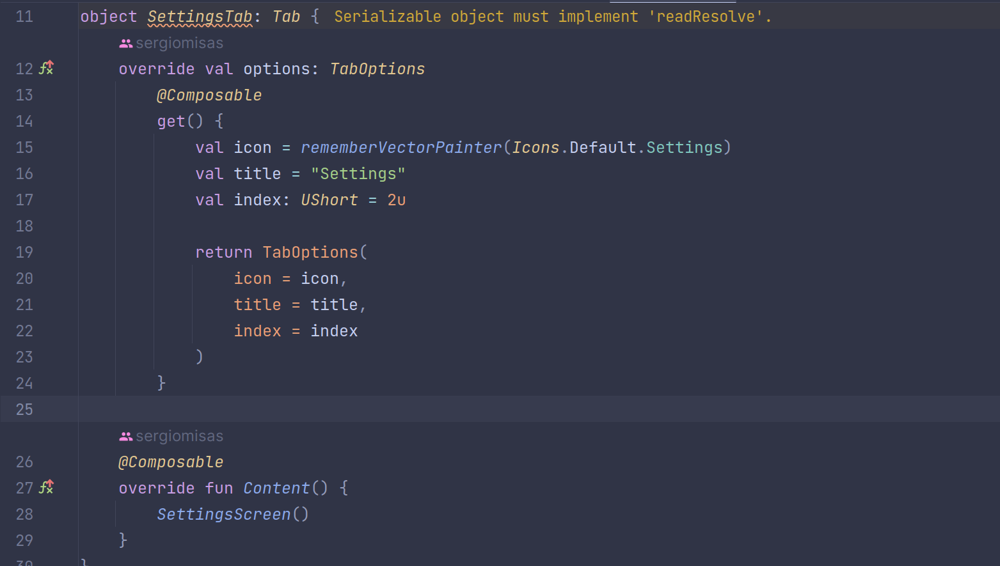 11 object SettingsTab: Tab { Serializable object must implement 'readResolve'.
sergiomisas
12 override val options: TabOptions
13 @Composable
14 get() {
15 val icon = rememberVectorPainter(Icons.Default.Settings)
16 val title = "Settings"
17 val index: UShort = 2u
18
19 return TabOptions(
20 icon = icon,
21 title = title,
22 index = index
23 )
24 }
25
sergiomisas
26 @Composable
27 override fun Content() {
28 SettingsScreen()
29 }
30 }